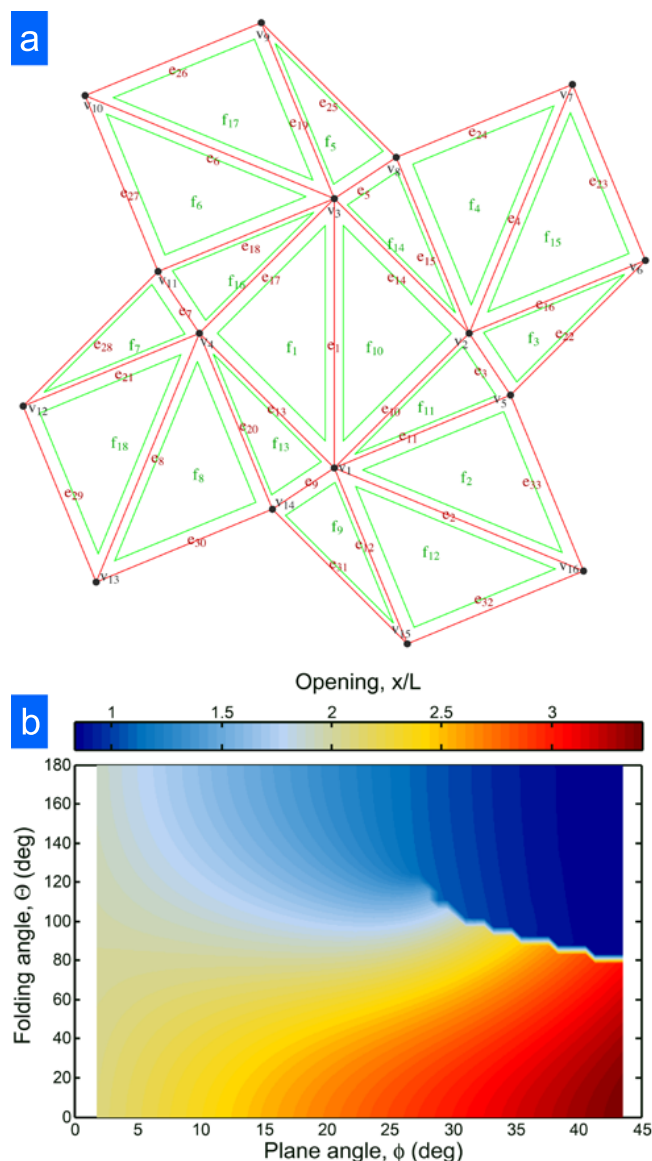 a
v9
v10
e26
e25
v7
f17
e19
f5
v8
e24
e6
e23
e27
f6
e5
f4
e4
v3
f14
f15
e18
e15
v6
v11
f16
e17
e14
e16
e7
v2
e28
f7
v4
f3
e22
f1
e1
f10
e3
e21
e10
f11
v5
v12
e13
e20
e11
f18
f13
v1
f2
e8
f8
e9
e33
e29
v14
e2
f9
e12
f12
e30
e31
v16
v13
e32
v15
b
Opening, x/L
1 1.5 2 2.5 3
Folding angle, Θ (deg)
180
160
140
120
100
80
60
40
20
0
0 5 10 15 20 25 30 35 40 45
Plane angle, ϕ (deg)